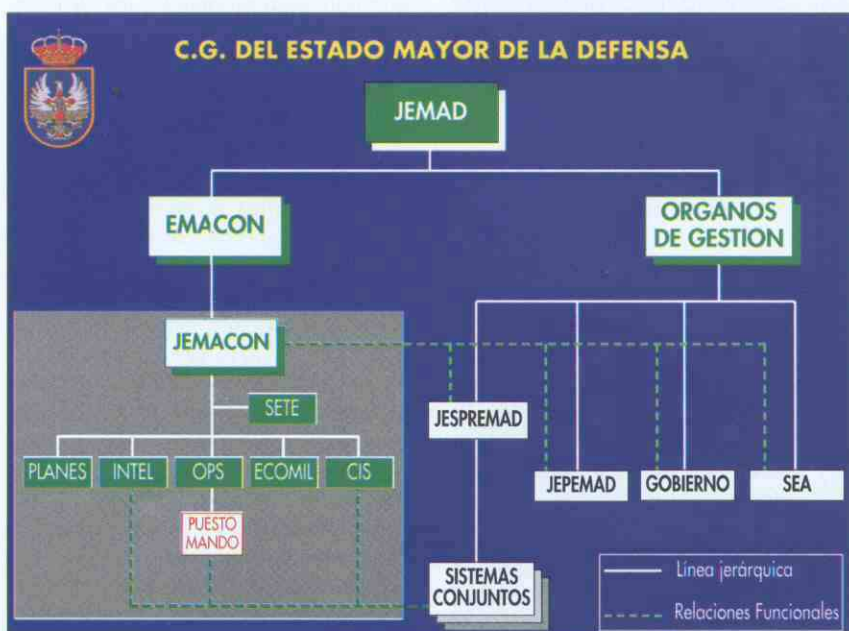 C.G. DEL ESTADO MAYOR DE LA DEFENSA
JEMAD
EMACON
ORGANOS
DE GESTION
JEMACON
SETE
JESPREMAD
PLANES
INTEL
OPS
ECOMIL
CIS
JEPEMAD
GOBIERNO
SEA
PUESTO
MANDO
SISTEMAS
CONJUNTOS
Línea jerárquica
Relaciones Funcionales